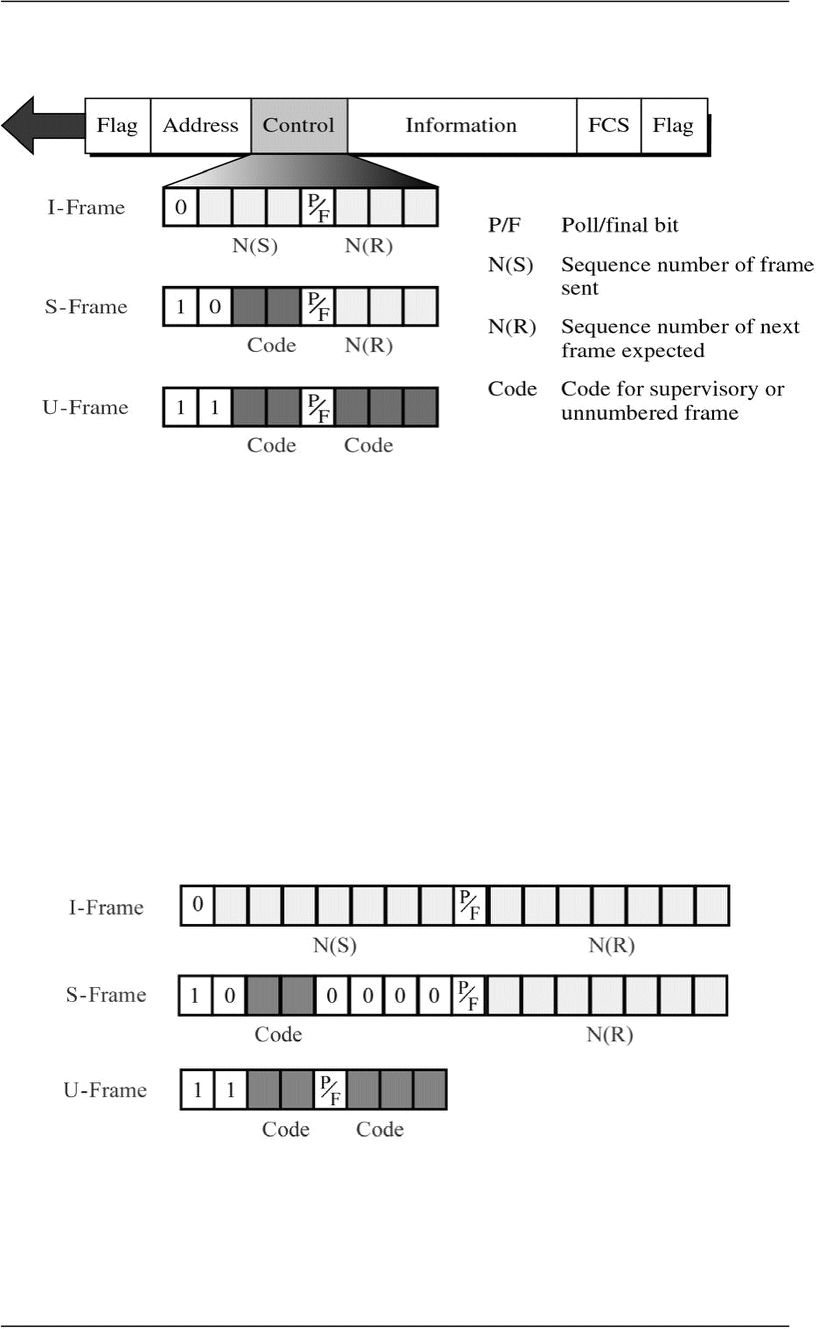 Flag Address Control Information FCS Flag
I-Frame 0 P/F
N(S) N(R)
S-Frame 1 0 P/F
Code N(R)
U-Frame 1 1 P/F
Code Code
P/F Poll/final bit
N(S) Sequence number of frame
sent
N(R) Sequence number of next
frame expected
Code Code for supervisory or
unnumbered frame
I-Frame 0 P/F
N(S) N(R)
S-Frame 1 0 0 0 0 0 P/F
Code N(R)
U-Frame 1 1 P/F
Code Code